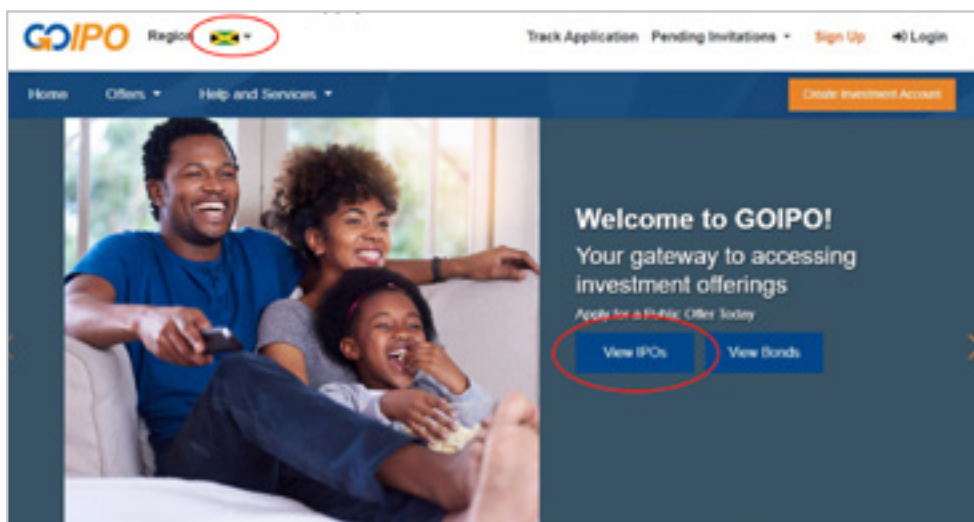 GOIPO
Region
Track Application
Pending Invitations
Sign Up
Login
Home
Offers
Help and Services
Create Investment Account
Welcome to GOIPO!
Your gateway to accessing
investment offerings
Apply for a Public Offer Today
View IPOs
View Bonds